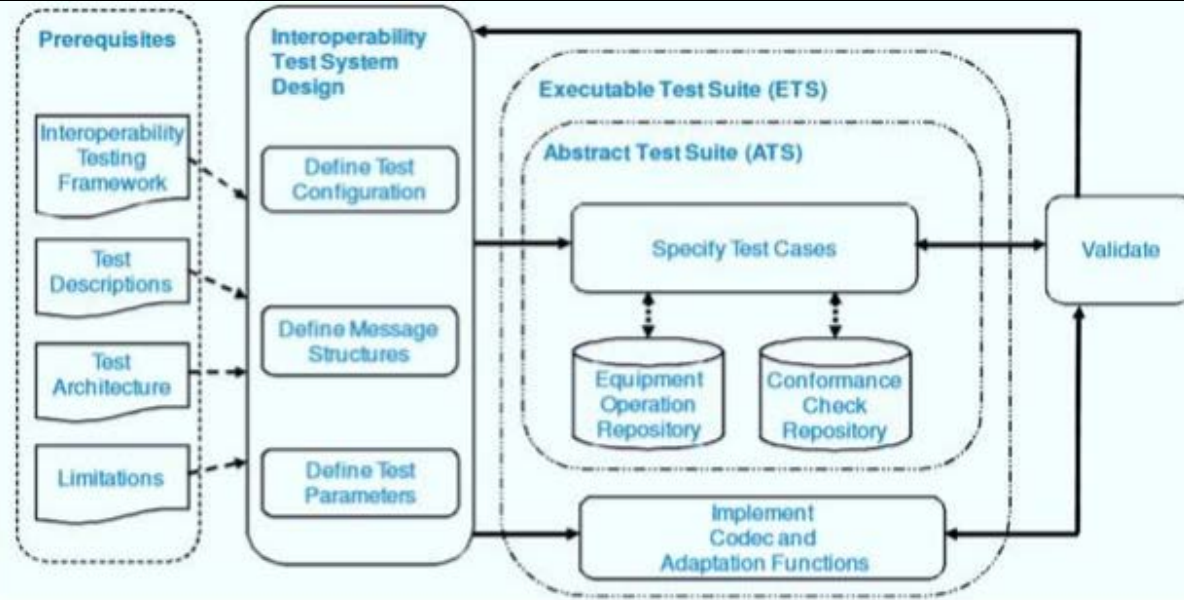 Prerequisites
Interoperability
Testing
Framework
Test
Descriptions
Test
Architecture
Limitations
Interoperability
Test System
Design
Define Test
Configuration
Define Message
Structures
Define Test
Parameters
Executable Test Suite (ETS)
Abstract Test Suite (ATS)
Specify Test Cases
Equipment
Operation
Repository
Conformance
Check
Repository
Implement
Codec and
Adaptation Functions
Validate